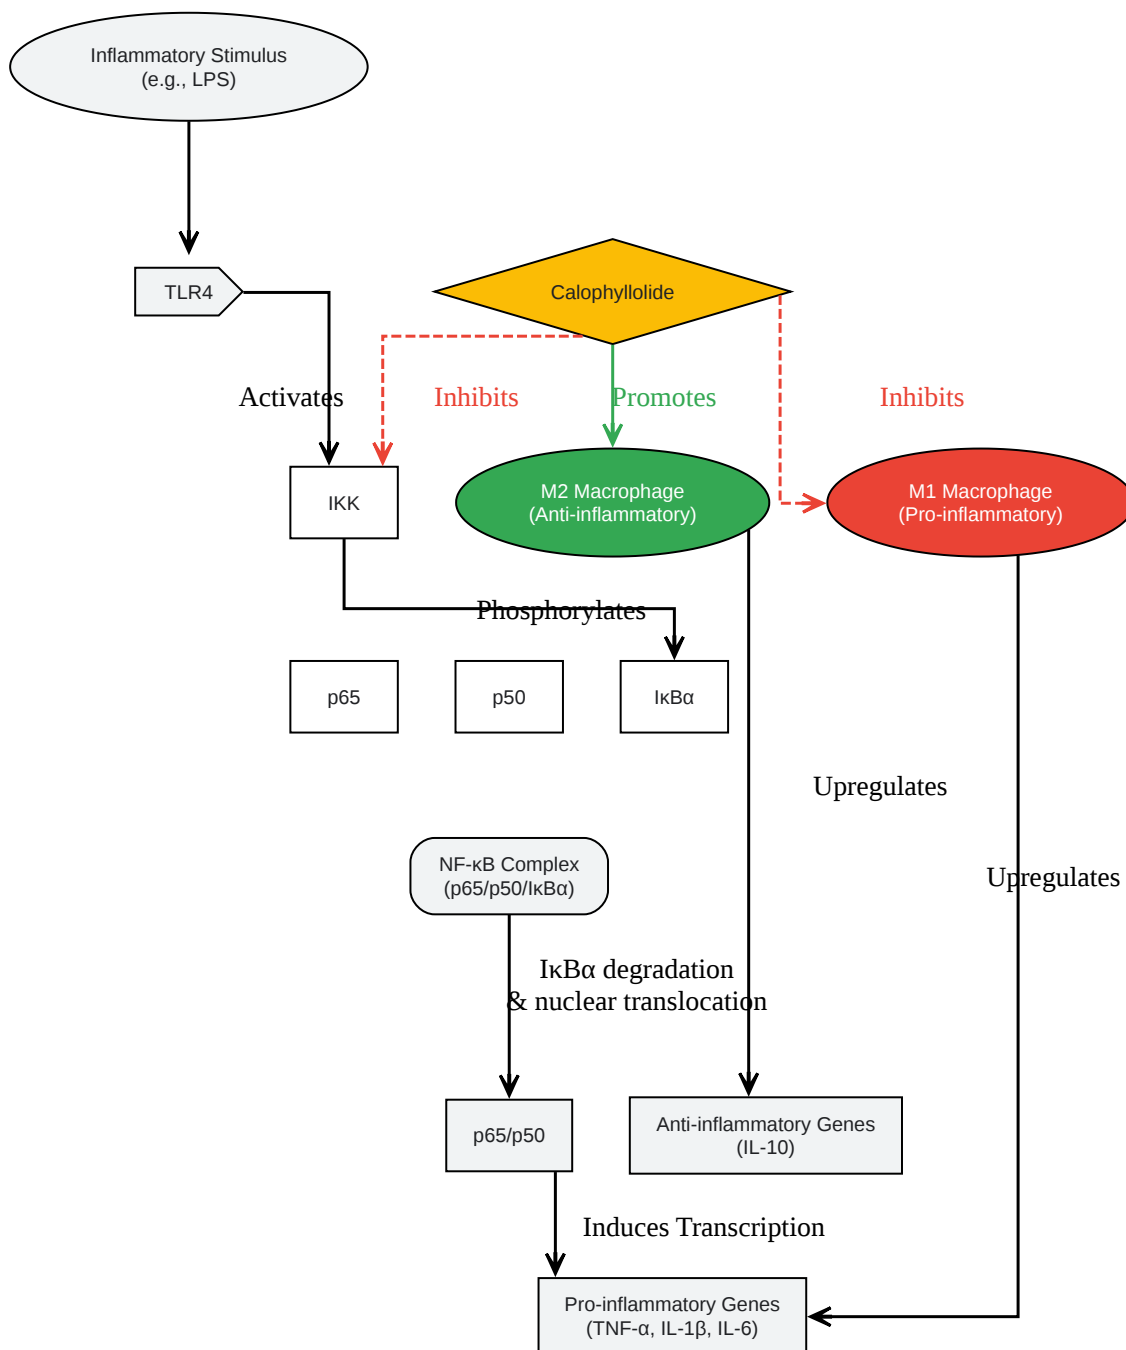 Inflammatory Stimulus
(e.g., LPS)
TLR4
Calophyllolide
Activates
Inhibits
Promotes
Inhibits
IKK
M2 Macrophage
(Anti-inflammatory)
M1 Macrophage
(Pro-inflammatory)
Phosphorylates
p65
p50
IκBα
Upregulates
NF-κB Complex
(p65/p50/IκBα)
Upregulates
IκBα degradation
& nuclear translocation
p65/p50
Anti-inflammatory Genes
(IL-10)
Induces Transcription
Pro-inflammatory Genes
(TNF-α, IL-1β, IL-6)